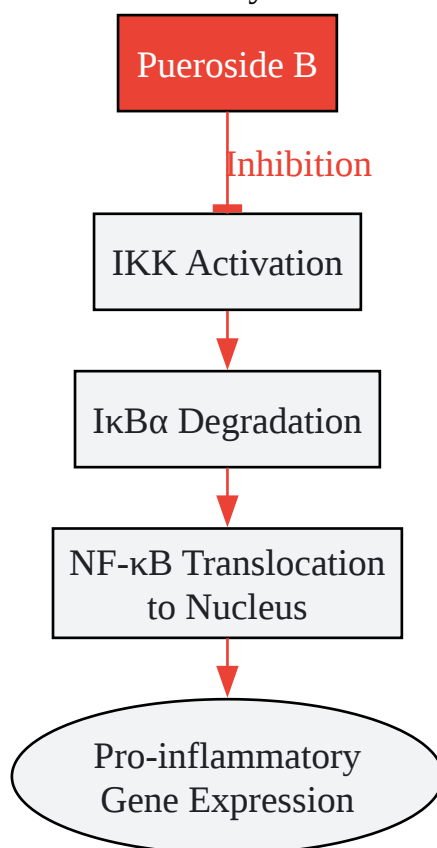 Pueroside B
Inhibition
IKK Activation
IκBα Degradation
NF-κB Translocation
to Nucleus
Pro-inflammatory
Gene Expression